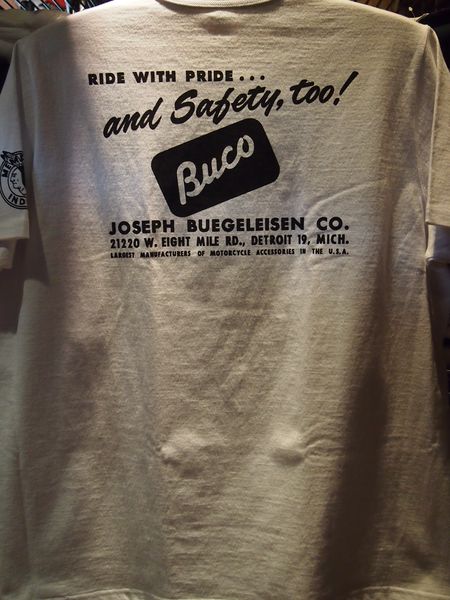 RIDE WITH PRIDE...
and Safety, too!
Buco
JOSEPH BUEGELEISEN CO.
21220 W. EIGHT MILE RD., DETROIT 19, MICH.
LARGEST MANUFACTURERS OF MOTORCYCLE ACCESSORIES IN THE U.S.A.